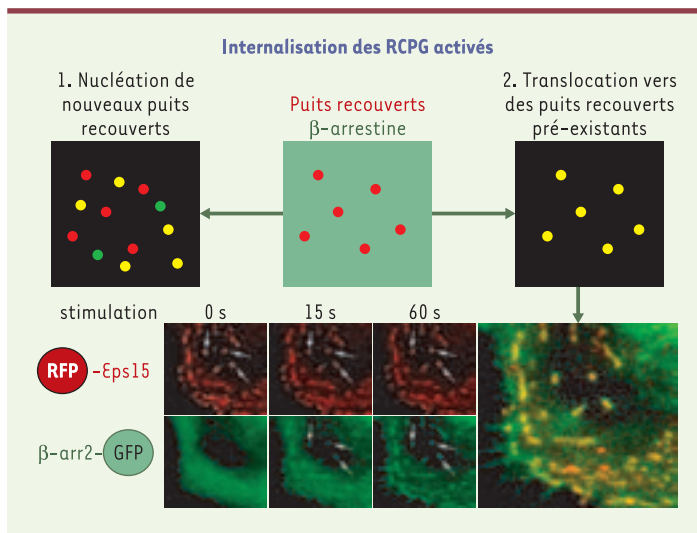 Internalisation des RCPG activés
1. Nucléation de
nouveaux puits
recouverts
Puits recouverts
β-arrestine
2. Translocation vers
des puits recouverts
pré-existants
stimulation 0 s 15 s 60 s
RFP -Eps15
β-arr2- GFP